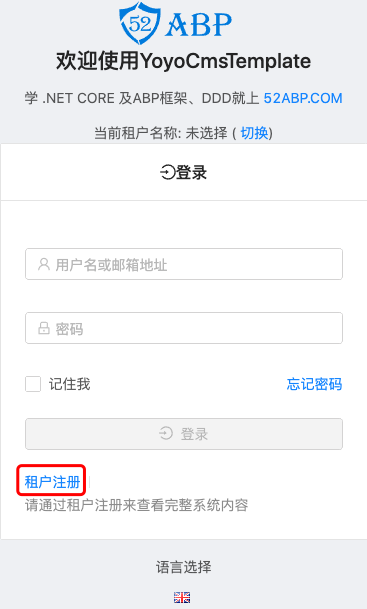 52 ABP
欢迎使用YoyoCmsTemplate
学 .NET CORE 及ABP框架、DDD就上 52ABP.COM
当前租户名称: 未选择 ( 切换)
登录
用户名或邮箱地址
密码
记住我 忘记密码
登录
租户注册
请通过租户注册来查看完整系统内容
语言选择